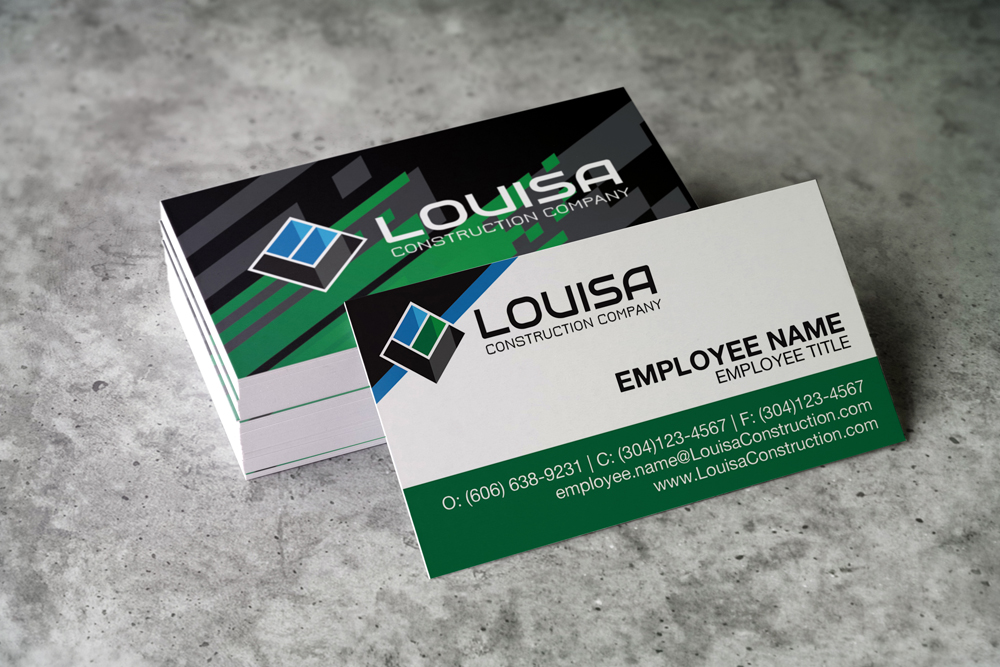 LOUISA
CONSTRUCTION COMPANY
LOUISA
CONSTRUCTION COMPANY
EMPLOYEE NAME
EMPLOYEE TITLE
O: (606) 638-9231 | C: (304)123-4567 | F: (304)123-4567
employee.name@LouisaConstruction.com
www.LouisaConstruction.com